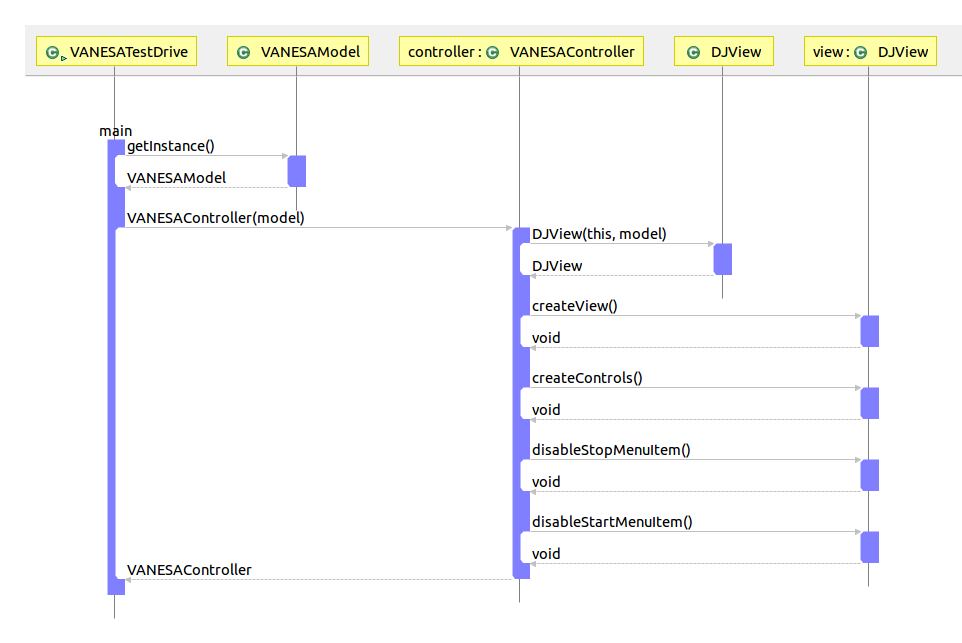 VANESATestDrive
VANESAModel
controller : VANESAController
DJView
view : DJView
main
getInstance()
VANESAModel
VANESAController(model)
DJView(this, model)
DJView
createView()
void
createControls()
void
disableStopMenuItem()
void
disableStartMenuItem()
void
VANESAController